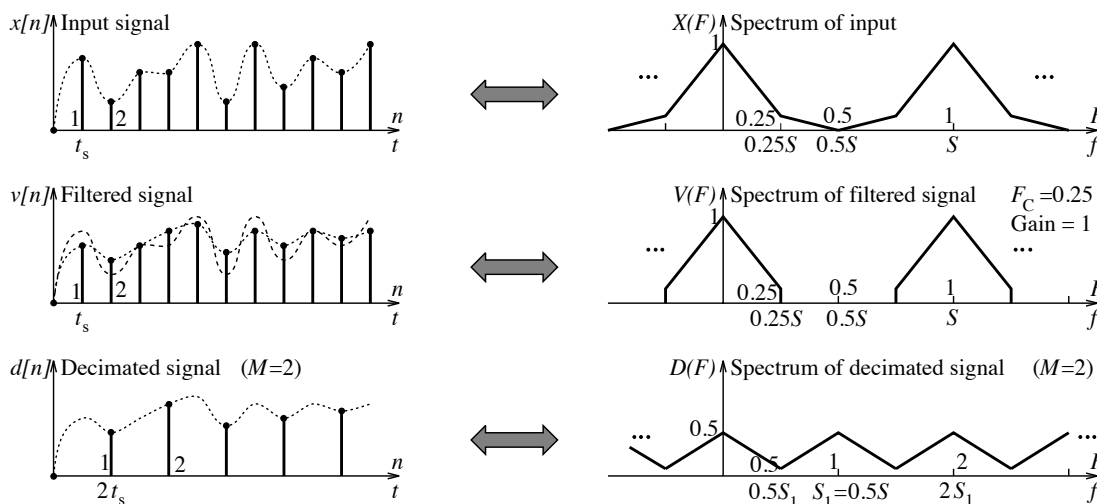 x[n] Input signal
1 2 n
t_s t
X(F) Spectrum of input
1
... ...
0.25 0.5 1 F
0.25S 0.5S S f
v[n] Filtered signal
1 2 n
t_s t
V(F) Spectrum of filtered signal F_C =0.25
1 Gain = 1
... ...
0.25 0.5 1 F
0.25S 0.5S S f
d[n] Decimated signal (M=2)
1 2 n
2t_s t
D(F) Spectrum of decimated signal (M=2)
0.5
... ...
0.5 1 2 F
0.5S_1 S_1=0.5S 2S_1 f